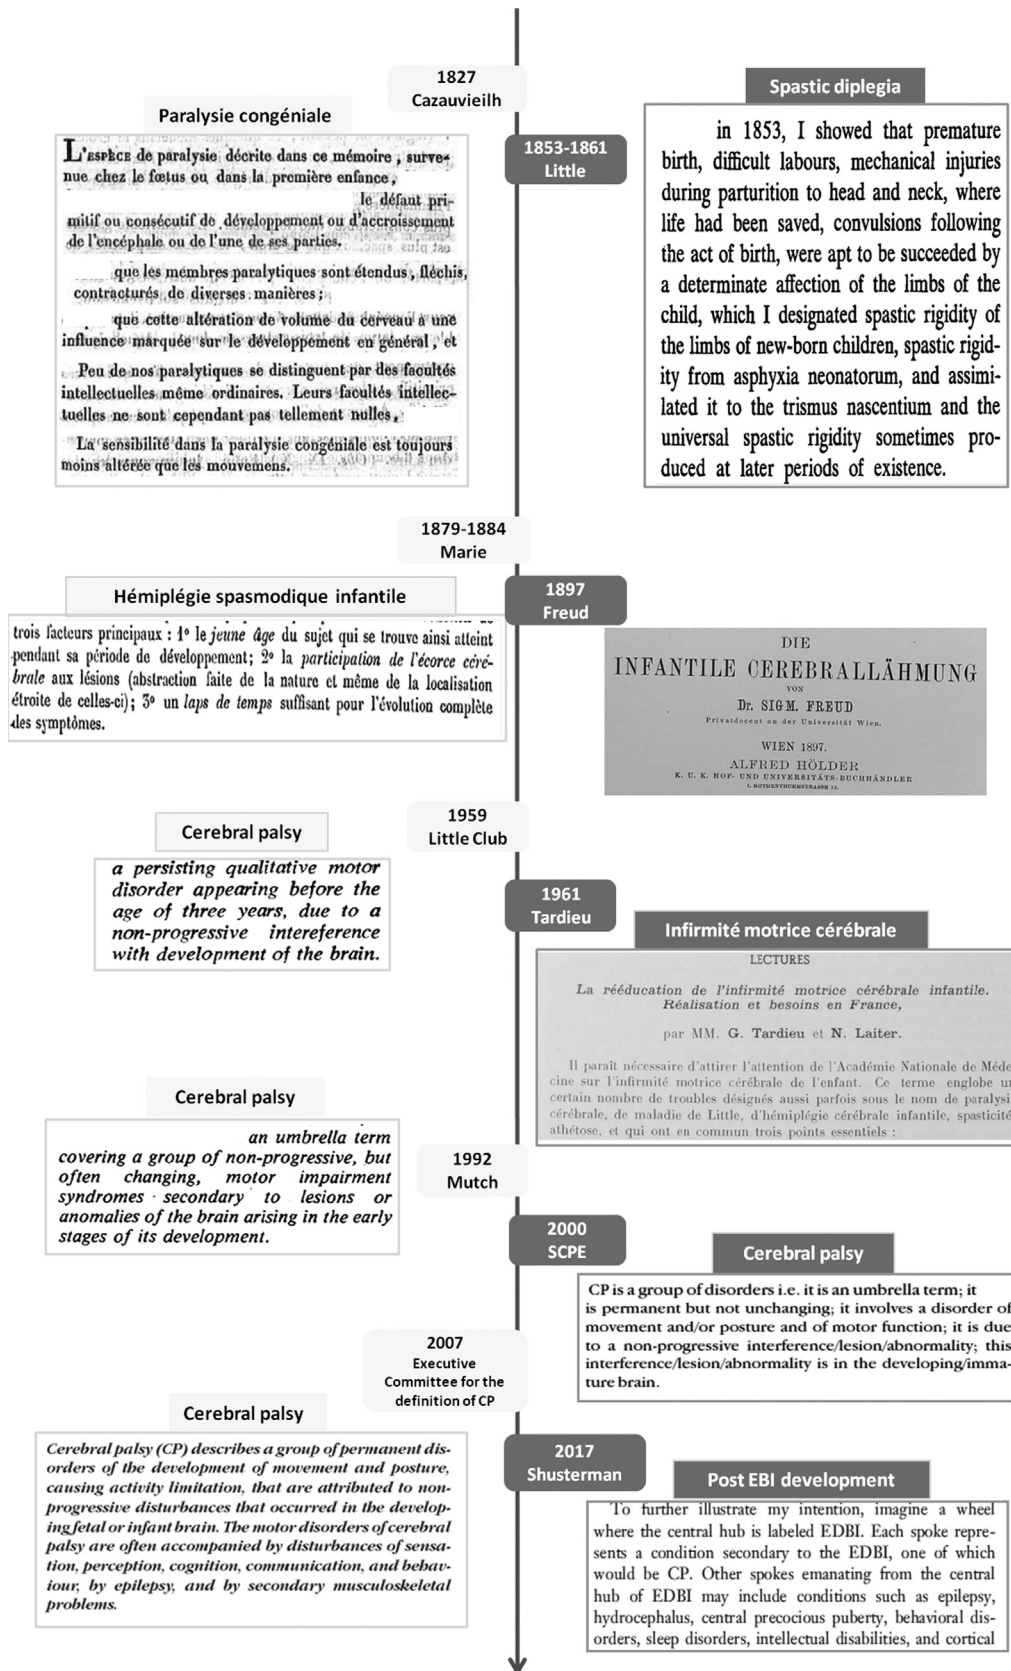 1827
Cazauvieilh
Paralysie congéniale
L'ESPÈCE de paralysie décrite dans ce mémoire, surve-
nue chez le fœtus ou dans la première enfance,
le défaut pri-
mitif ou consécutif de développement ou d'accroissement
de l'encéphale ou de l'une de ses parties.
que les membres paralytiques sont étendus, fléchis,
contracturés de diverses manières;
que cette altération de volume du cerveau a une
influence marquée sur le développement en général, et
Peu de nos paralytiques se distinguent par des facultés
intellectuelles même ordinaires. Leurs facultés intellec-
tuelles ne sont cependant pas tellement nulles,
La sensibilité dans la paralysie congéniale est toujours
moins altérée que les mouvemens.
1853-1861
Little
Spastic diplegia
in 1853, I showed that premature
birth, difficult labours, mechanical injuries
during parturition to head and neck, where
life had been saved, convulsions following
the act of birth, were apt to be succeeded by
a determinate affection of the limbs of the
child, which I designated spastic rigidity of
the limbs of new-born children, spastic rigid-
ity from asphyxia neonatorum, and assimi-
lated it to the trismus nascentium and the
universal spastic rigidity sometimes pro-
duced at later periods of existence.
1879-1884
Marie
Hémiplégie spasmodique infantile
trois facteurs principaux : 1° le jeune âge du sujet qui se trouve ainsi atteint
pendant sa période de développement; 2° la participation de l'écorce céré-
brale aux lésions (abstraction faite de la nature et même de la localisation
étroite de celles-ci); 3° un laps de temps suffisant pour l'évolution complète
des symptômes.
1897
Freud
DIE
INFANTILE CEREBRALLÄHMUNG
VON
Dr. SIGM. FREUD
Privatdocent an der Universität Wien.
WIEN 1897.
ALFRED HÖLDER
K. U. K. HOF- UND UNIVERSITÄTS-BUCHHÄNDLER
I. ROTHENTHURMSTRASSE 15.
1959
Little Club
Cerebral palsy
a persisting qualitative motor
disorder appearing before the
age of three years, due to a
non-progressive intereference
with development of the brain.
1961
Tardieu
Infirmité motrice cérébrale
LECTURES
La rééducation de l'infirmité motrice cérébrale infantile.
Réalisation et besoins en France,
par MM. G. Tardieu et N. Laiter.
Il paraît nécessaire d'attirer l'attention de l'Académie Nationale de Méde
cine sur l'infirmité motrice cérébrale de l'enfant. Ce terme englobe un
certain nombre de troubles désignés aussi parfois sous le nom de paralysi
cérébrale, de maladie de Little, d'hémiplégie cérébrale infantile, spasticité
athétose, et qui ont en commun trois points essentiels :
1992
Mutch
Cerebral palsy
an umbrella term
covering a group of non-progressive, but
often changing, motor impairment
syndromes secondary to lesions or
anomalies of the brain arising in the early
stages of its development.
2000
SCPE
Cerebral palsy
CP is a group of disorders i.e. it is an umbrella term; it
is permanent but not unchanging; it involves a disorder of
movement and/or posture and of motor function; it is due
to a non-progressive interference/lesion/abnormality; this
interference/lesion/abnormality is in the developing/imma-
ture brain.
2007
Executive
Committee for the
definition of CP
Cerebral palsy
Cerebral palsy (CP) describes a group of permanent dis-
orders of the development of movement and posture,
causing activity limitation, that are attributed to non-
progressive disturbances that occurred in the develop-
ing fetal or infant brain. The motor disorders of cerebral
palsy are often accompanied by disturbances of sensa-
tion, perception, cognition, communication, and behav-
iour, by epilepsy, and by secondary musculoskeletal
problems.
2017
Shusterman
Post EBI development
To further illustrate my intention, imagine a wheel
where the central hub is labeled EDBI. Each spoke repre-
sents a condition secondary to the EDBI, one of which
would be CP. Other spokes emanating from the central
hub of EDBI may include conditions such as epilepsy,
hydrocephalus, central precocious puberty, behavioral dis-
orders, sleep disorders, intellectual disabilities, and cortical